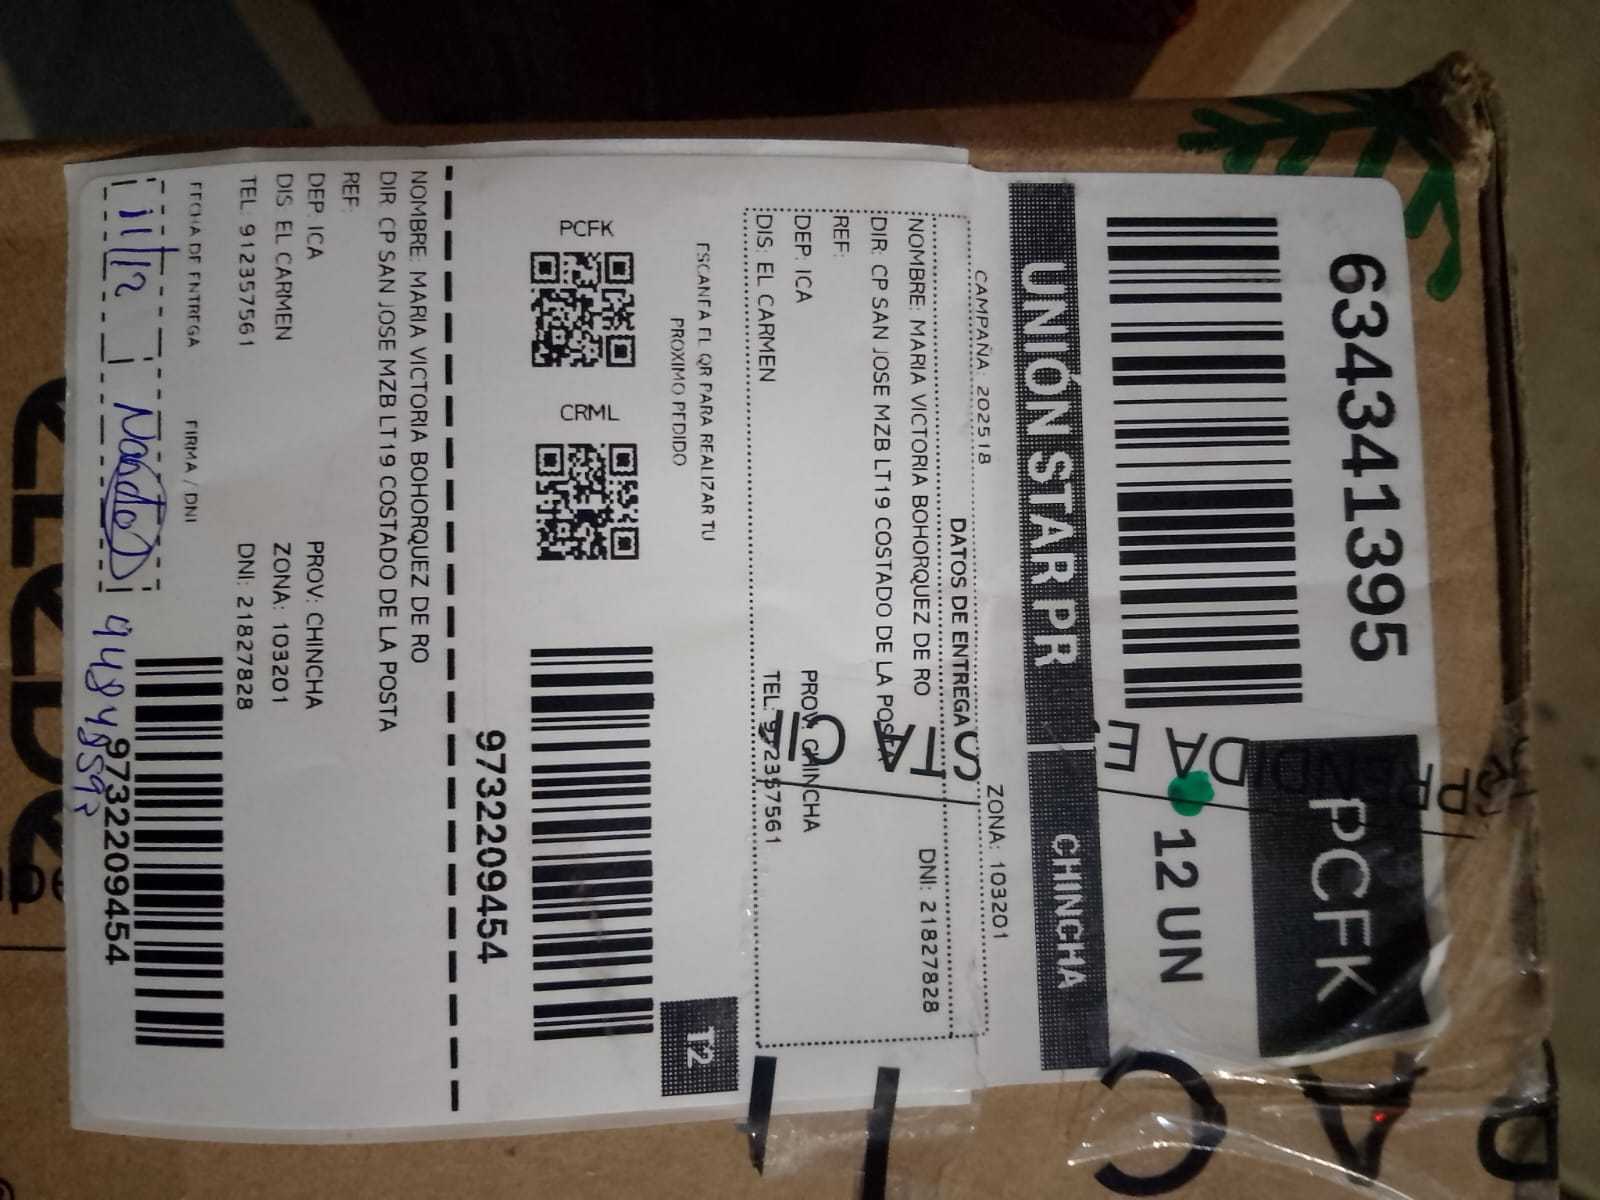 634341395
PCFK
12 UN
UNIÓN STAR PR
CHINCHA
CAMPAÑA: 202518
ZONA: 103201
DATOS DE ENTREGA
NOMBRE: MARIA VICTORIA BOHORQUEZ DE RO
DNI: 21827828
DIR: CP SAN JOSE MZB LT19 COSTADO DE LA POSTA
REF:
DEP: ICA
PROV: CHINCHA
DIS: EL CARMEN
ESCANEA EL QR PARA REALIZAR TU
PROXIMO PEDIDO
T2
PCFK
CRML
9732209454
NOMBRE: MARIA VICTORIA BOHORQUEZ DE RO
DIR: CP SAN JOSE MZB LT19 COSTADO DE LA POSTA
REF:
DEP: ICA
PROV: CHINCHA
DIS: EL CARMEN
ZONA: 103201
TEL: 912357561
DNI: 21827828
FECHA DE ENTREGA
FIRMA / DNI
11/12
9732209454